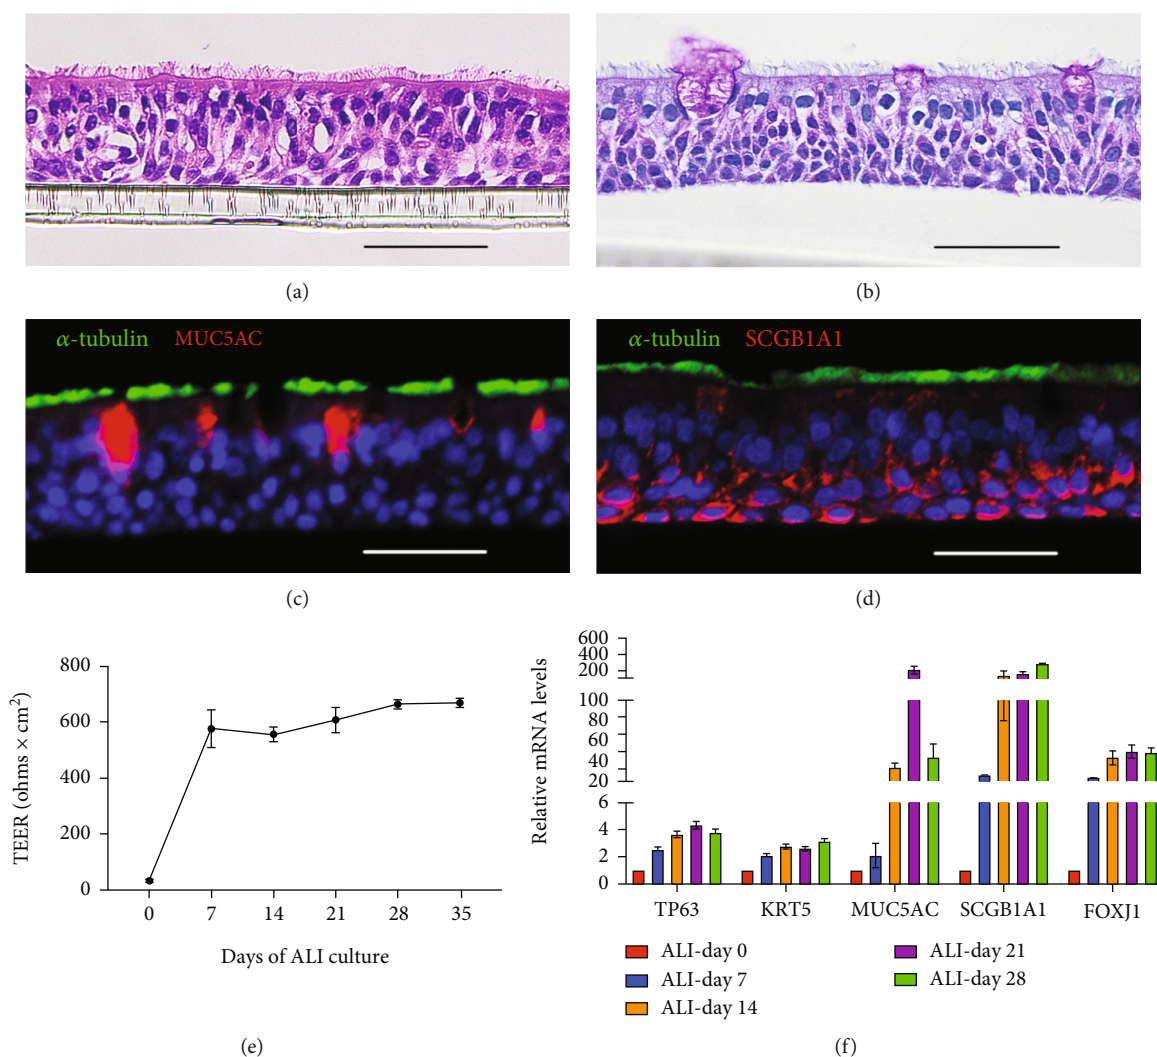 (a)
(b)
α-tubulin MUC5AC
α-tubulin SCGB1A1
(c)
(d)
TEER (ohms × cm²)
800
600
400
200
0
0 7 14 21 28 35
Days of ALI culture
(e)
Relative mRNA levels
600
400
200
100
80
60
40
20
6
4
2
0
TP63 KRT5 MUC5AC SCGB1A1 FOXJ1
ALI-day 0
ALI-day 7
ALI-day 14
ALI-day 21
ALI-day 28
(f)